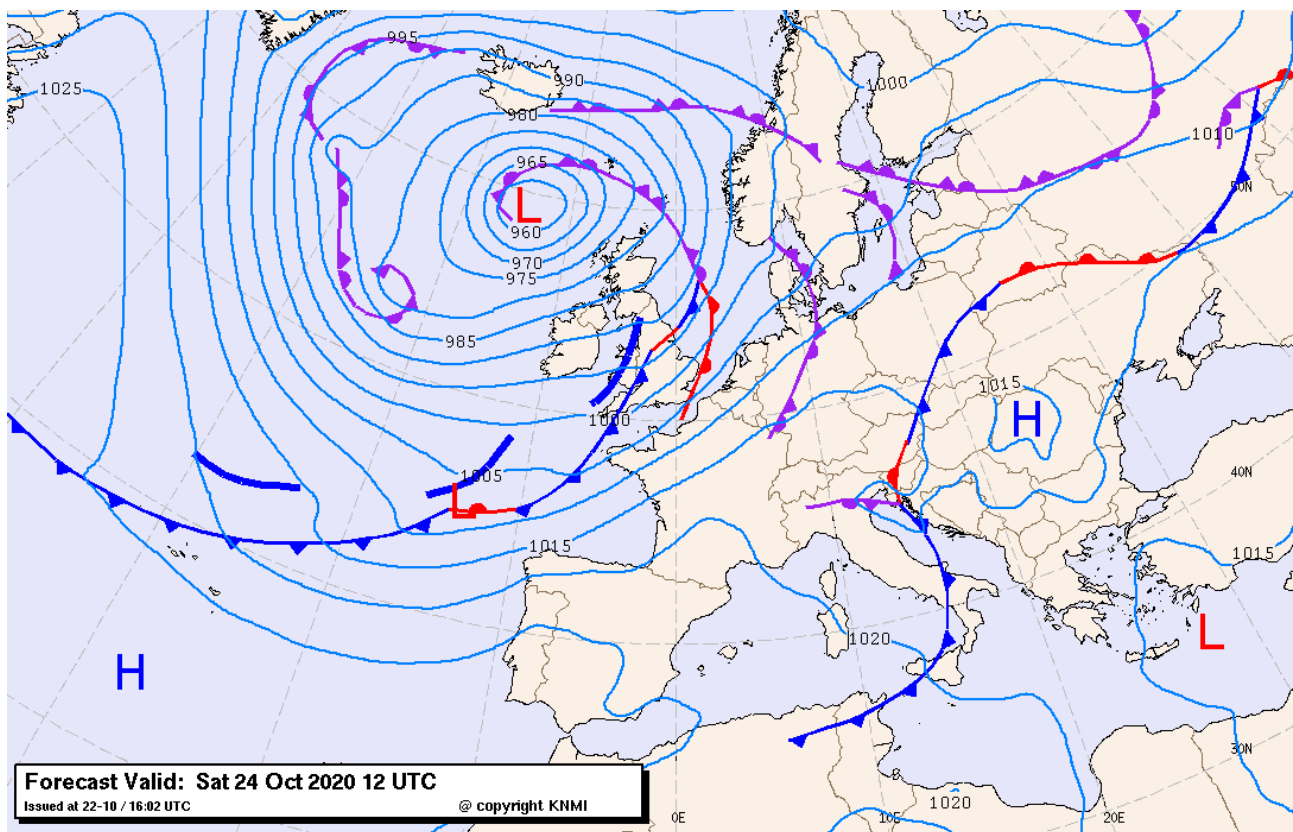 995
1025
990
1000
980
1010
965
50N
L
960
970
975
985
1015
H
1000
40N
1005
L
1015
1015
1020
L
H
30N
Forecast Valid: Sat 24 Oct 2020 12 UTC
Issued at 22-10 / 16:02 UTC @ copyright KNMI
1020
0E
10E
20E